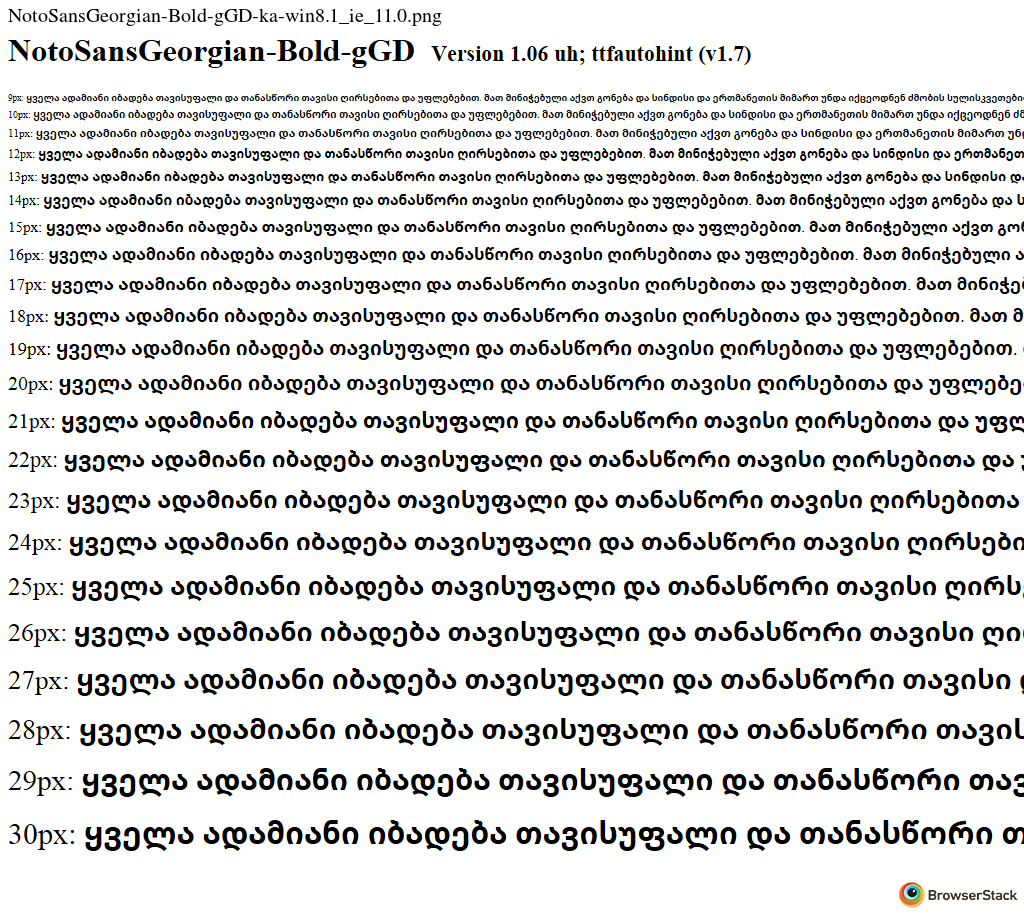 NotoSansGeorgian-Bold-gGD-ka-win8.1_ie_11.0.png
NotoSansGeorgian-Bold-gGD Version 1.06 uh; ttfautohint (v1.7)
9px: ყველა ადამიანი იბადება თავისუფალი და თანასწორი თავისი ღირსებითა და უფლებებით. მათ მინიჭებული აქვთ გონება და სინდისი და ერთმანეთის მიმართ უნდა იქცეოდნენ ძმობის სულისკვეთები
10px: ყველა ადამიანი იბადება თავისუფალი და თანასწორი თავისი ღირსებითა და უფლებებით. მათ მინიჭებული აქვთ გონება და სინდისი და ერთმანეთის მიმართ უნდა იქცეოდნენ ძმ
11px: ყველა ადამიანი იბადება თავისუფალი და თანასწორი თავისი ღირსებითა და უფლებებით. მათ მინიჭებული აქვთ გონება და სინდისი და ერთმანეთის მიმართ უნ
12px: ყველა ადამიანი იბადება თავისუფალი და თანასწორი თავისი ღირსებითა და უფლებებით. მათ მინიჭებული აქვთ გონება და სინდისი და ერთმანეთ
13px: ყველა ადამიანი იბადება თავისუფალი და თანასწორი თავისი ღირსებითა და უფლებებით. მათ მინიჭებული აქვთ გონება და სინდისი და
14px: ყველა ადამიანი იბადება თავისუფალი და თანასწორი თავისი ღირსებითა და უფლებებით. მათ მინიჭებული აქვთ გონება და ს
15px: ყველა ადამიანი იბადება თავისუფალი და თანასწორი თავისი ღირსებითა და უფლებებით. მათ მინიჭებული აქვთ გონ
16px: ყველა ადამიანი იბადება თავისუფალი და თანასწორი თავისი ღირსებითა და უფლებებით. მათ მინიჭებული ა
17px: ყველა ადამიანი იბადება თავისუფალი და თანასწორი თავისი ღირსებითა და უფლებებით. მათ მინიჭებ
18px: ყველა ადამიანი იბადება თავისუფალი და თანასწორი თავისი ღირსებითა და უფლებებით. მათ მ
19px: ყველა ადამიანი იბადება თავისუფალი და თანასწორი თავისი ღირსებითა და უფლებებით.
20px: ყველა ადამიანი იბადება თავისუფალი და თანასწორი თავისი ღირსებითა და უფლებე
21px: ყველა ადამიანი იბადება თავისუფალი და თანასწორი თავისი ღირსებითა და უფლ
22px: ყველა ადამიანი იბადება თავისუფალი და თანასწორი თავისი ღირსებითა და
23px: ყველა ადამიანი იბადება თავისუფალი და თანასწორი თავისი ღირსებითა
24px: ყველა ადამიანი იბადება თავისუფალი და თანასწორი თავისი ღირსები
25px: ყველა ადამიანი იბადება თავისუფალი და თანასწორი თავისი ღირს
26px: ყველა ადამიანი იბადება თავისუფალი და თანასწორი თავისი ღი
27px: ყველა ადამიანი იბადება თავისუფალი და თანასწორი თავისი
28px: ყველა ადამიანი იბადება თავისუფალი და თანასწორი თავის
29px: ყველა ადამიანი იბადება თავისუფალი და თანასწორი თავ
30px: ყველა ადამიანი იბადება თავისუფალი და თანასწორი თ
BrowserStack